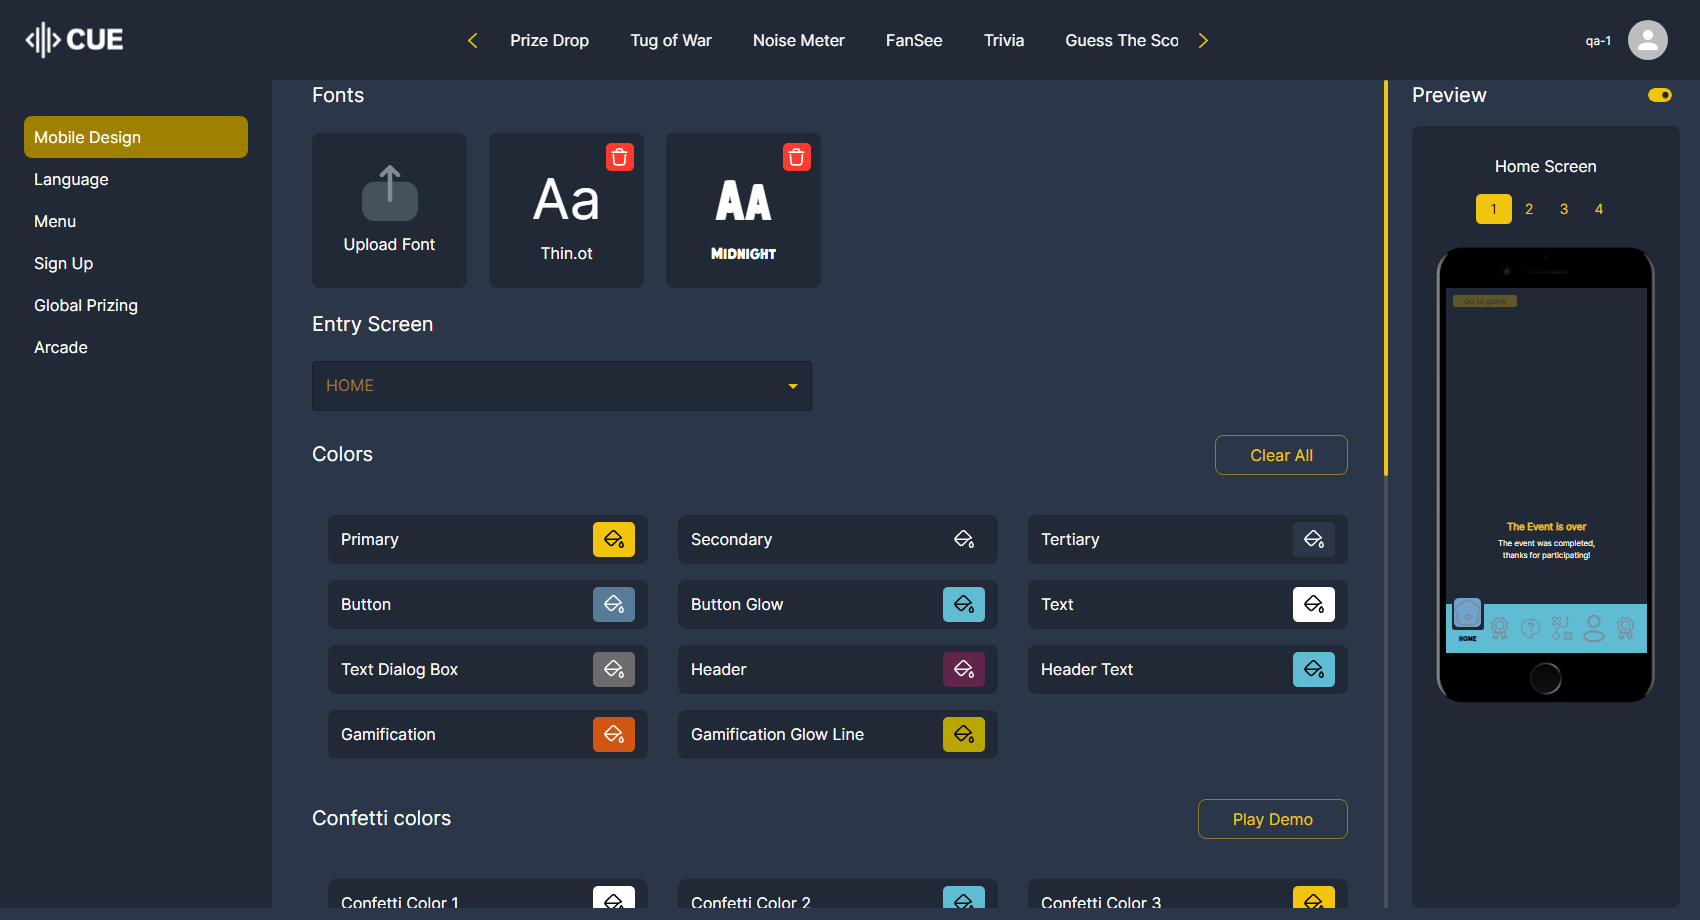 CUE
Prize Drop
Tug of War
Noise Meter
FanSee
Trivia
Guess The Sco
qa-1
Mobile Design
Language
Menu
Sign Up
Global Prizing
Arcade
Fonts
Upload Font
Aa
Thin.ot
AA
MIDNIGHT
Entry Screen
HOME
Colors
Clear All
Primary
Secondary
Tertiary
Button
Button Glow
Text
Text Dialog Box
Header
Header Text
Gamification
Gamification Glow Line
Confetti colors
Play Demo
Confetti Color 1
Confetti Color 2
Confetti Color 3
Preview
Home Screen
1 2 3 4
Go to game
The Event is over
The event was completed,
thanks for participating!
HOME